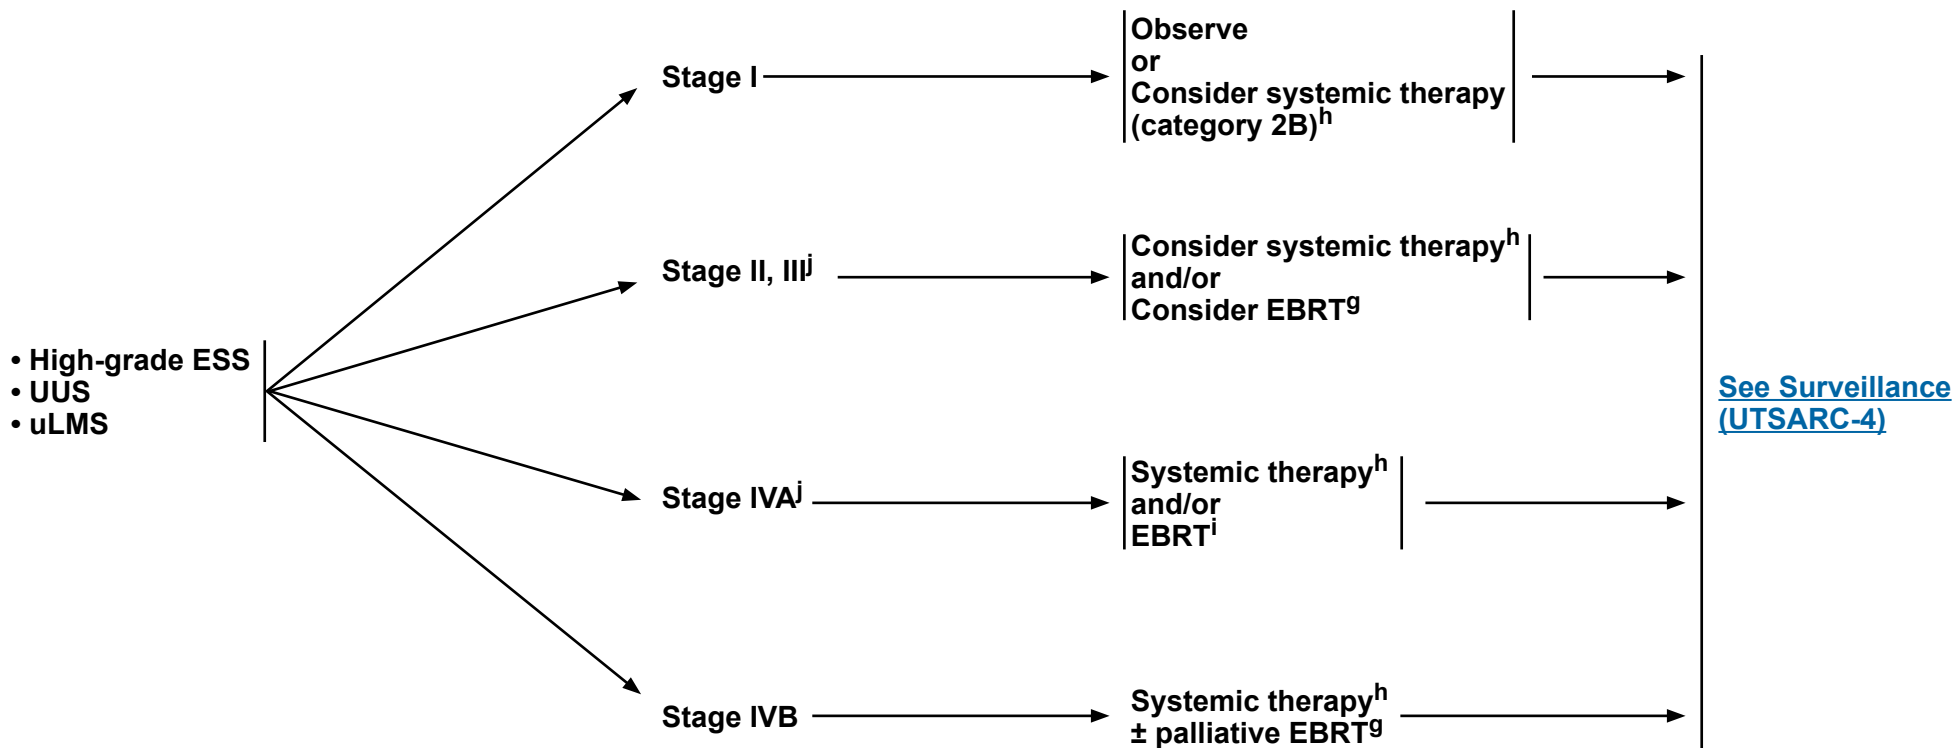 • High-grade ESS
• UUS
• uLMS
Stage I
Observe
or
Consider systemic therapy
(category 2B)h
Stage II, IIIj
Consider systemic therapyh
and/or
Consider EBRTg
Stage IVAj
Systemic therapyh
and/or
EBRTi
Stage IVB
Systemic therapyh
± palliative EBRTg
See Surveillance
(UTSARC-4)